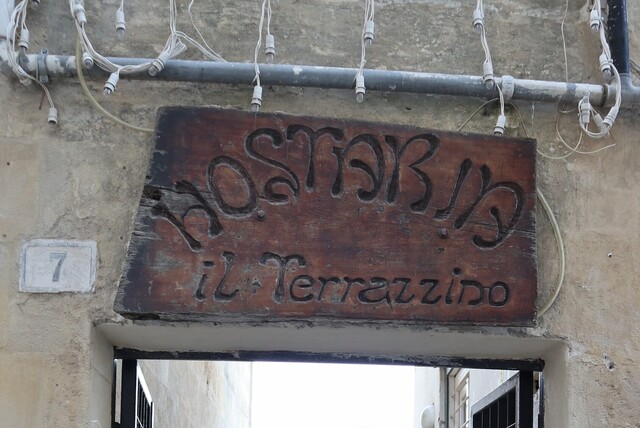 HOSTARIA
il Terrazzino
7